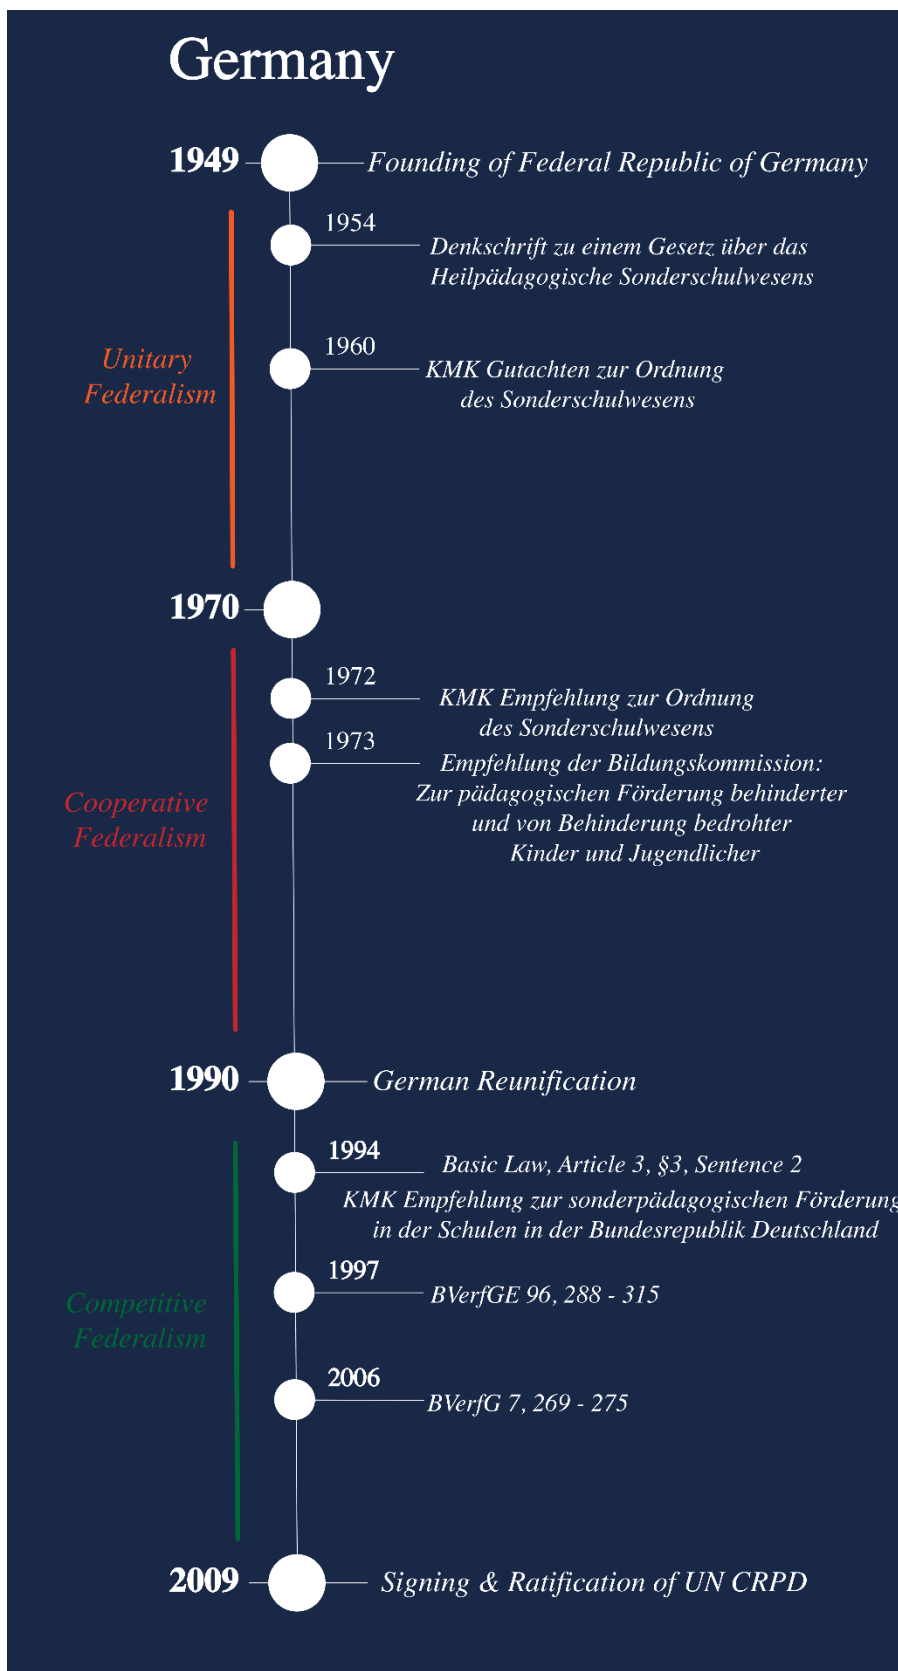 Germany
1949
Founding of Federal Republic of Germany
1954
Denkschrift zu einem Gesetz über das
Heilpädagogische Sonderschulwesens
Unitary
Federalism
1960
KMK Gutachten zur Ordnung
des Sonderschulwesens
1970
1972
KMK Empfehlung zur Ordnung
des Sonderschulwesens
1973
Empfehlung der Bildungskommission:
Zur pädagogischen Förderung behinderter
und von Behinderung bedrohter
Kinder und Jugendlicher
Cooperative
Federalism
1990
German Reunification
1994
Basic Law, Article 3, §3, Sentence 2
KMK Empfehlung zur sonderpädagogischen Förderung
in der Schulen in der Bundesrepublik Deutschland
1997
BVerfGE 96, 288 - 315
Competitive
Federalism
2006
BVerfG 7, 269 - 275
2009
Signing & Ratification of UN CRPD